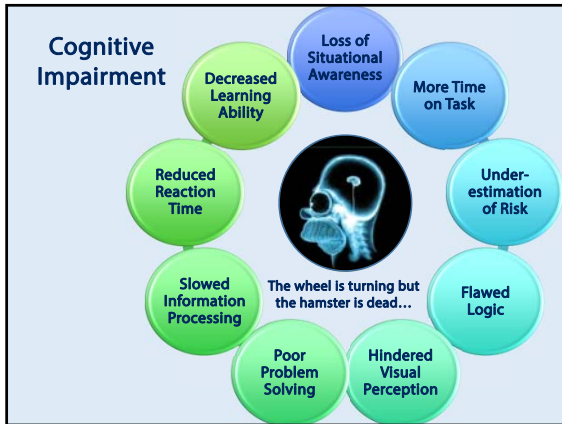 Cognitive
Impairment
Loss of
Situational
Awareness
More Time
on Task
Under-
estimation
of Risk
Flawed
Logic
Hindered
Visual
Perception
Poor
Problem
Solving
Slowed
Information
Processing
Reduced
Reaction
Time
Decreased
Learning
Ability
The wheel is turning but
the hamster is dead…